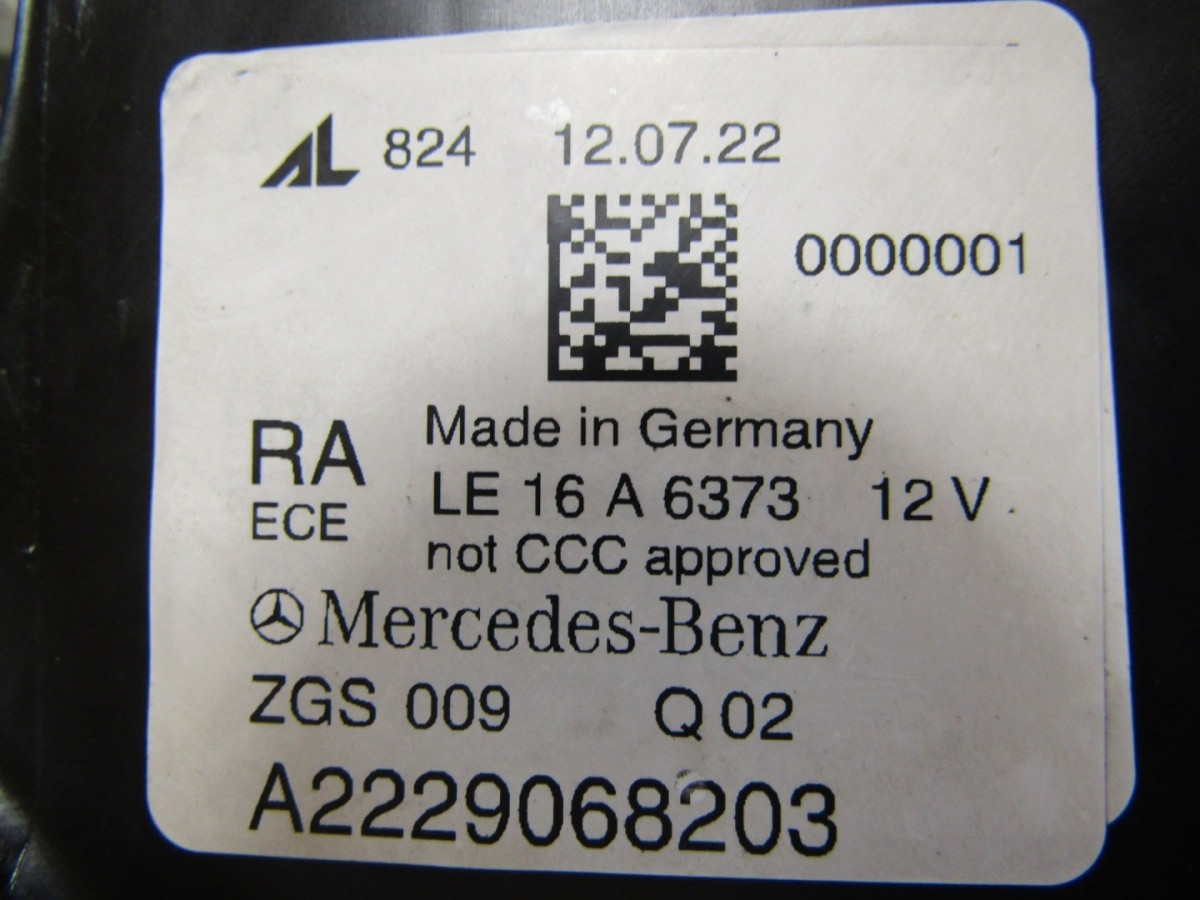 AL 824 12.07.22
0000001
RA
ECE
Made in Germany
LE 16 A 6373 12 V
not CCC approved
Mercedes-Benz
ZGS 009 Q 02
A2229068203